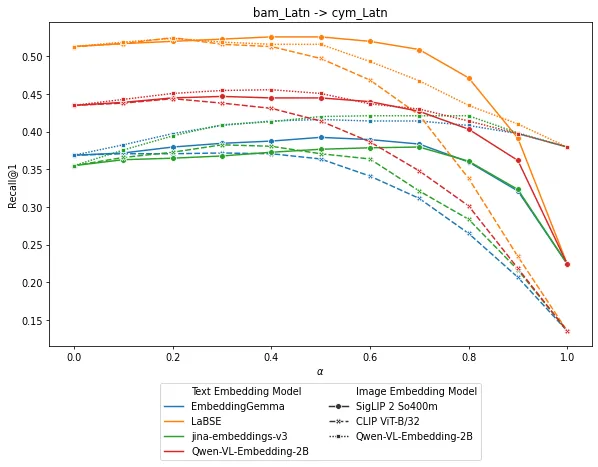 bam_Latn -> cym_Latn
Recall@1
0.50
0.45
0.40
0.35
0.30
0.25
0.20
0.15
0.0 0.2 0.4 0.6 0.8 1.0
α
Text Embedding Model Image Embedding Model
EmbeddingGemma SigLIP 2 So400m
LaBSE CLIP ViT-B/32
jina-embeddings-v3 Qwen-VL-Embedding-2B
Qwen-VL-Embedding-2B